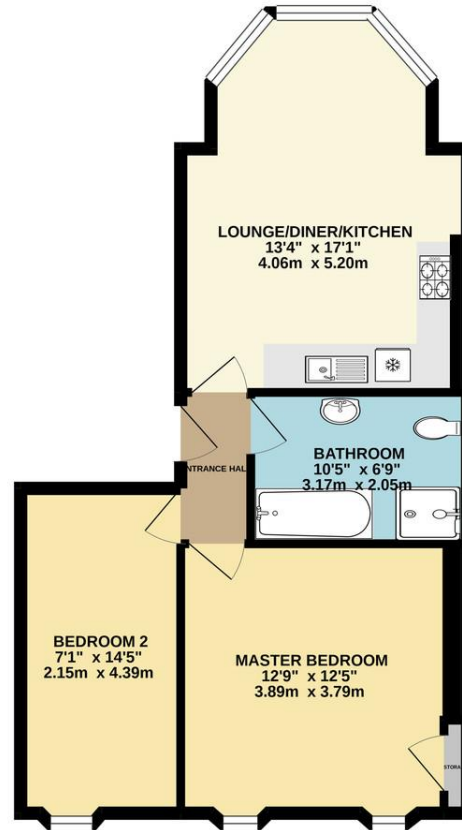 LOUNGE/DINER/KITCHEN
13'4" x 17'1"
4.06m x 5.20m
BATHROOM
10'5" x 6'9"
3.17m x 2.05m
NTRANCE HAL
BEDROOM 2
7'1" x 14'5"
2.15m x 4.39m
MASTER BEDROOM
12'9" x 12'5"
3.89m x 3.79m
STORA